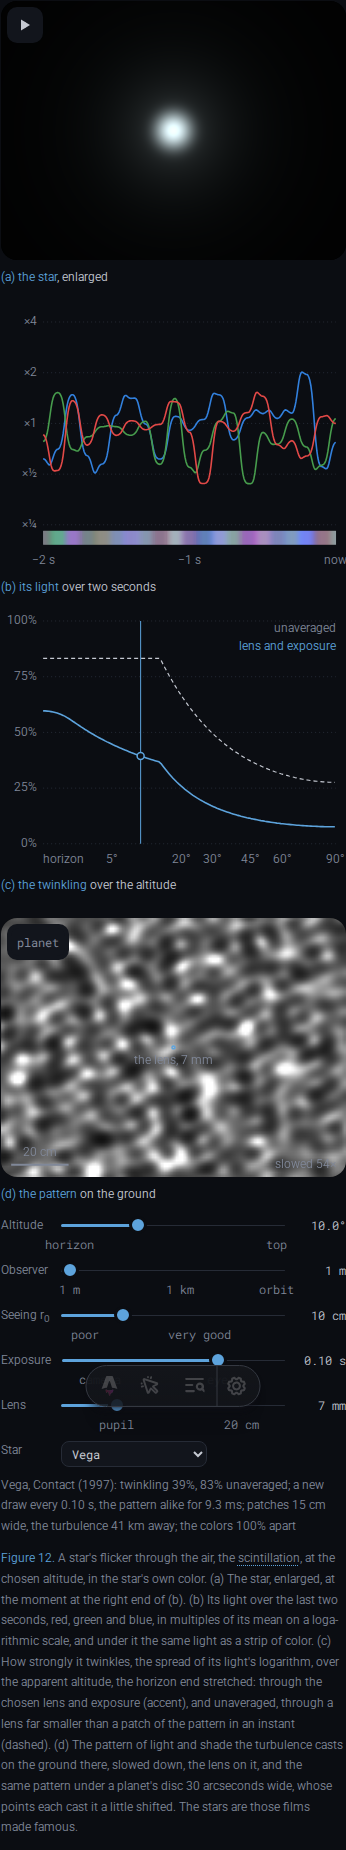 (a) the star, enlarged
×4
×2
×1
×½
×¼
−2 s −1 s now
(b) its light over two seconds
100%
unaveraged
lens and exposure
75%
50%
25%
0%
horizon 5° 20° 30° 45° 60° 90°
(c) the twinkling over the altitude
planet
the lens, 7 mm
20 cm
slowed 54
(d) the pattern on the ground
Altitude 10.0°
horizon top
Observer 1 m
1 m 1 km orbit
Seeing r0 10 cm
poor very good
Exposure 0.10 s
Lens 7 mm
pupil 20 cm
Star Vega
Vega, Contact (1997): twinkling 39%, 83% unaveraged; a new
draw every 0.10 s, the pattern alike for 9.3 ms; patches 15 cm
wide, the turbulence 41 km away; the colors 100% apart
Figure 12. A star's flicker through the air, the scintillation, at the
chosen altitude, in the star's own color. (a) The star, enlarged, at
the moment at the right end of (b). (b) Its light over the last two
seconds, red, green and blue, in multiples of its mean on a loga-
rithmic scale, and under it the same light as a strip of color. (c)
How strongly it twinkles, the spread of its light's logarithm, over
the apparent altitude, the horizon end stretched: through the
chosen lens and exposure (accent), and unaveraged, through a
lens far smaller than a patch of the pattern in an instant
(dashed). (d) The pattern of light and shade the turbulence casts
on the ground there, slowed down, the lens on it, and the
same pattern under a planet's disc 30 arcseconds wide, whose
points each cast it a little shifted. The stars are those films
made famous.